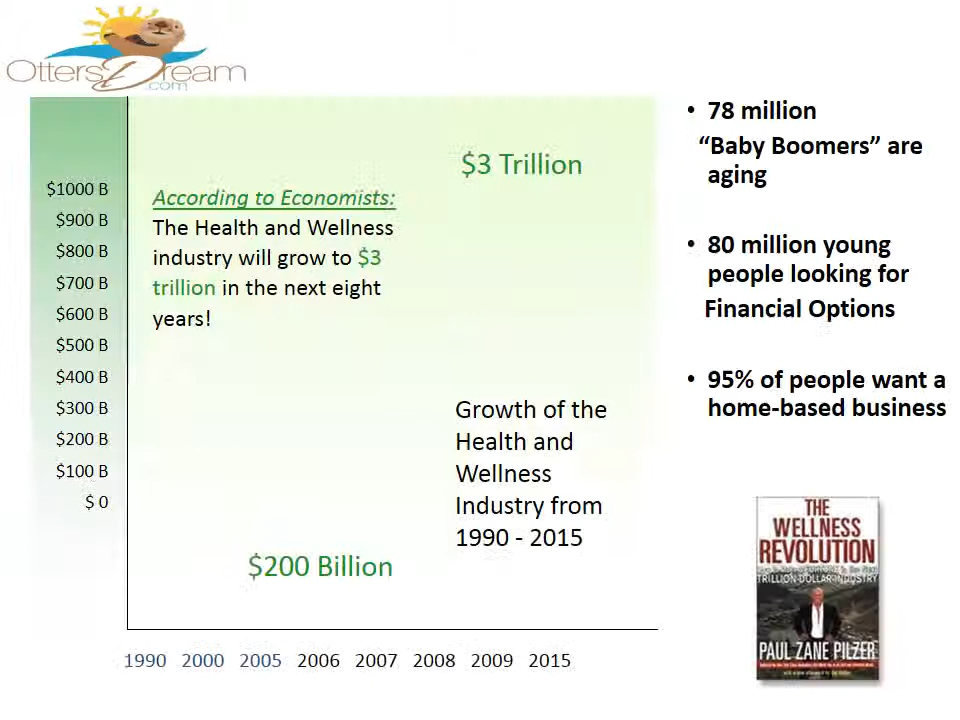 OttersDream
.com
$1000 B
$900 B
$800 B
$700 B
$600 B
$500 B
$400 B
$300 B
$200 B
$100 B
$ 0
According to Economists:
The Health and Wellness
industry will grow to $3
trillion in the next eight
years!
$3 Trillion
Growth of the
Health and
Wellness
Industry from
1990 - 2015
$200 Billion
1990 2000 2005 2006 2007 2008 2009 2015
• 78 million
“Baby Boomers” are
aging
• 80 million young
people looking for
Financial Options
• 95% of people want a
home-based business
THE
WELLNESS
REVOLUTION
TRILLION-DOLLAR INDUSTRY
PAUL ZANE PILZER